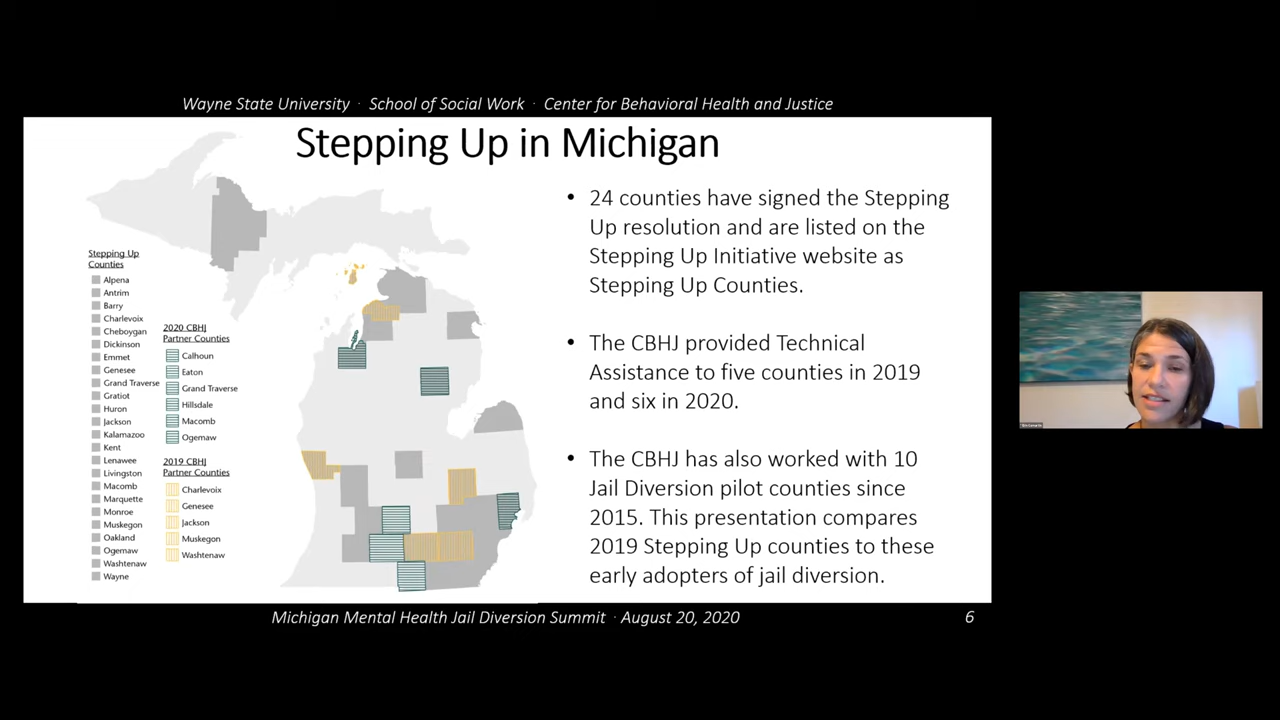 Wayne State University · School of Social Work · Center for Behavioral Health and Justice
Stepping Up in Michigan
Stepping Up
Counties
Alpena
Antrim
Barry
Charlevoix
Cheboygan
Dickinson
Emmet
Genesee
Grand Traverse
Gratiot
Huron
Jackson
Kalamazoo
Kent
Lenawee
Livingston
Macomb
Marquette
Monroe
Muskegon
Oakland
Ogemaw
Washtenaw
Wayne
2020 CBHJ
Partner Counties
Calhoun
Eaton
Grand Traverse
Hillsdale
Macomb
Ogemaw
2019 CBHJ
Partner Counties
Charlevoix
Genesee
Jackson
Muskegon
Washtenaw
• 24 counties have signed the Stepping
Up resolution and are listed on the
Stepping Up Initiative website as
Stepping Up Counties.
• The CBHJ provided Technical
Assistance to five counties in 2019
and six in 2020.
• The CBHJ has also worked with 10
Jail Diversion pilot counties since
2015. This presentation compares
2019 Stepping Up counties to these
early adopters of jail diversion.
Michigan Mental Health Jail Diversion Summit · August 20, 2020
6